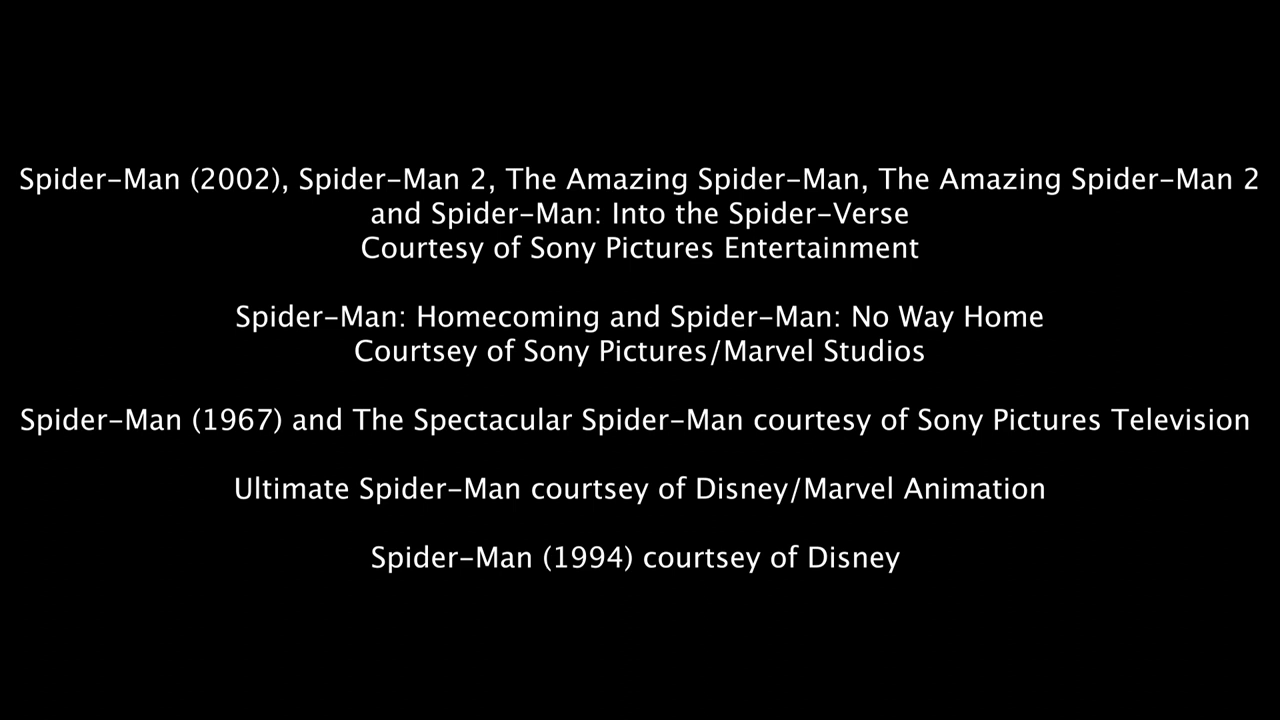 Spider-Man (2002), Spider-Man 2, The Amazing Spider-Man, The Amazing Spider-Man 2
and Spider-Man: Into the Spider-Verse
Courtesy of Sony Pictures Entertainment
Spider-Man: Homecoming and Spider-Man: No Way Home
Courtsey of Sony Pictures/Marvel Studios
Spider-Man (1967) and The Spectacular Spider-Man courtesy of Sony Pictures Television
Ultimate Spider-Man courtsey of Disney/Marvel Animation
Spider-Man (1994) courtsey of Disney